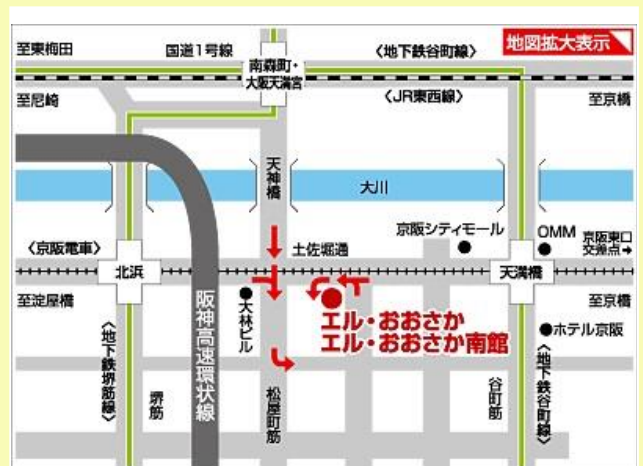 至東梅田
国道1号線
〈地下鉄谷町線〉
地図拡大表示
南森町・
大阪天満宮
至尼崎
〈JR東西線〉
至京橋
天神橋
大川
京阪シティモール
OMM
京阪東口
交差点→
〈京阪電車〉
土佐堀通
北浜
天満橋
至淀屋橋
大林ビル
阪神高速環状線
エル・おおさか
エル・おおさか南館
至京橋
ホテル京阪
〈地下鉄堺筋線〉
堺筋
松屋町筋
谷町筋
〈地下鉄谷町線〉